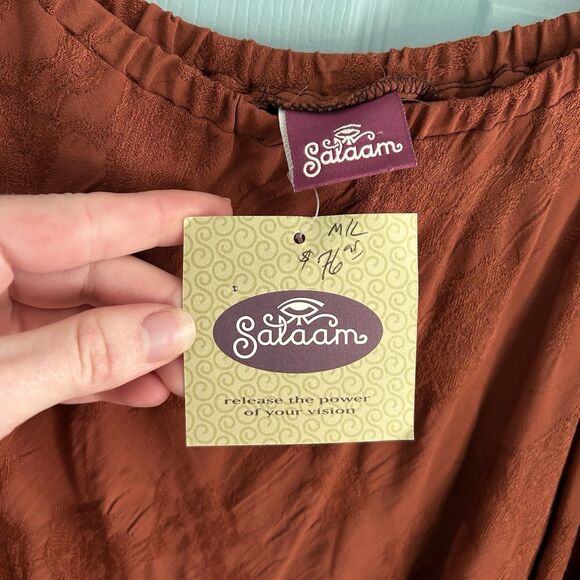 Salaam
M/L
$76
Salaam
release the power
of your vision